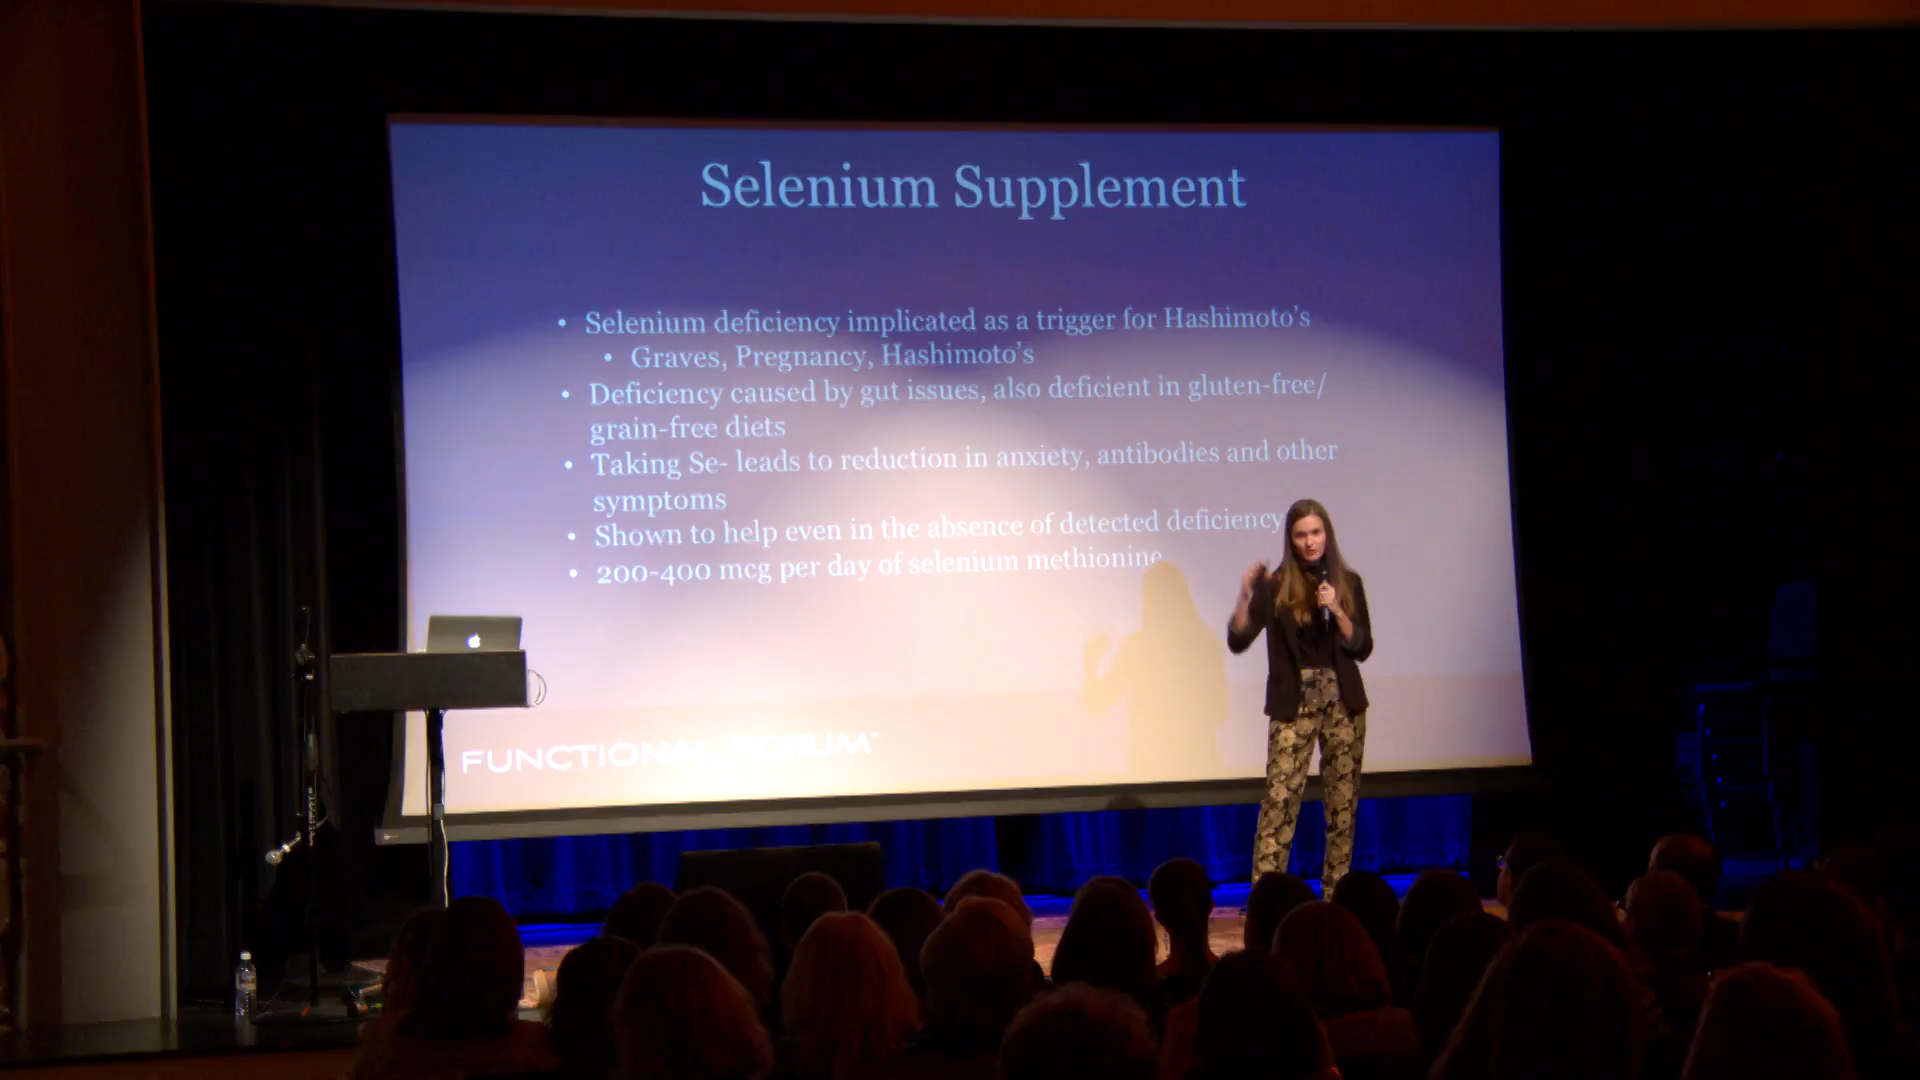 Selenium Supplement
• Selenium deficiency implicated as a trigger for Hashimoto's
• Graves, Pregnancy, Hashimoto's
• Deficiency caused by gut issues, also deficient in gluten-free/
grain-free diets
• Taking Se- leads to reduction in anxiety, antibodies and other
symptoms
• Shown to help even in the absence of detected deficiency
• 200-400 mcg per day of selenium methionine
FUNCTIONAL FORUM